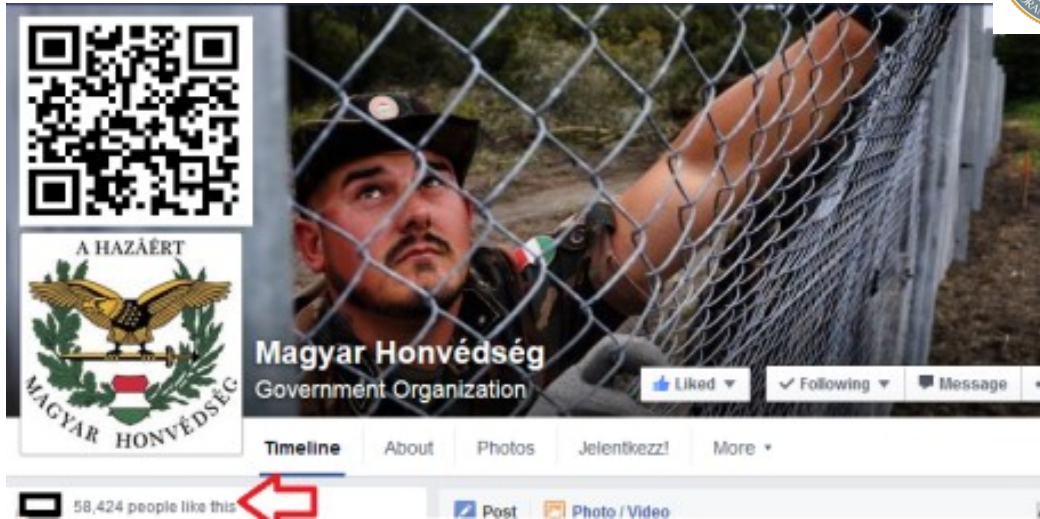 A HAZÁÉRT
MAGYAR HONVÉDSÉG
Magyar Honvédség
Government Organization
Liked
Following
Message
Timeline
About
Photos
Jelentkezz!
More
58,424 people like this
Post
Photo / Video